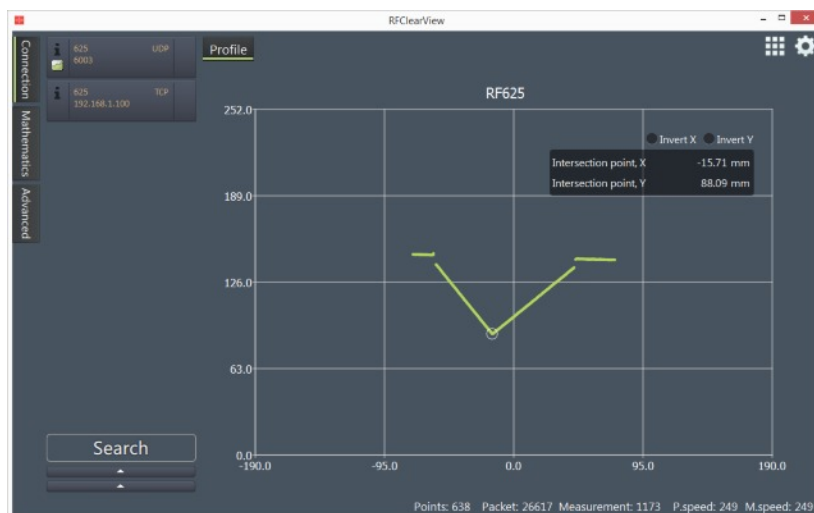 RFClearView
Connection
Mathematics
Advanced
625 UDP
6003
625 TCP
192.168.1.100
Search
Profile
RF625
Invert X Invert Y
Intersection point, X -15.71 mm
Intersection point, Y 88.09 mm
252.0
189.0
126.0
63.0
0.0
-190.0 -95.0 0.0 95.0 190.0
Points: 638 Packet: 26617 Measurement: 1173 P.speed: 249 M.speed: 249